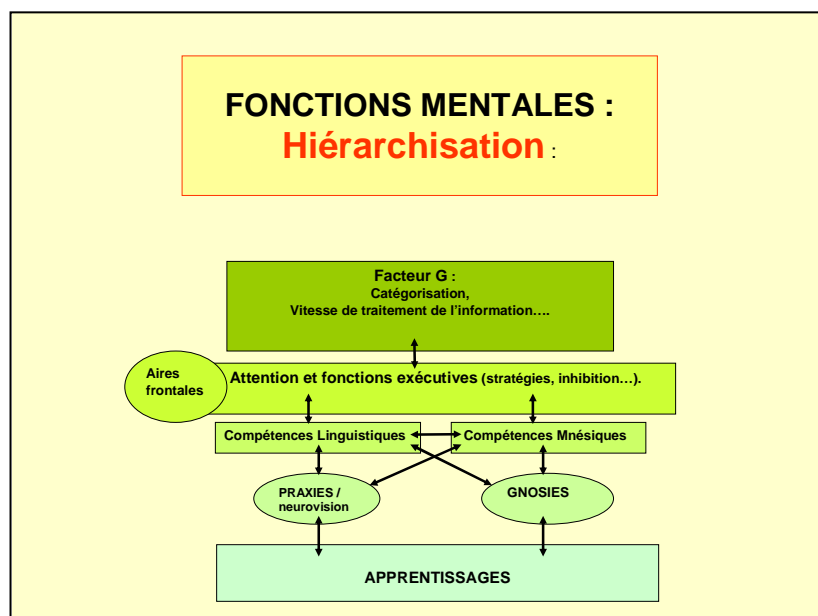 FONCTIONS MENTALES :
Hiérarchisation :
Facteur G :
Catégorisation,
Vitesse de traitement de l'information….
Aires
frontales
Attention et fonctions exécutives (stratégies, inhibition…).
Compétences Linguistiques
Compétences Mnésiques
PRAXIES /
neurovision
GNOSIES
APPRENTISSAGES